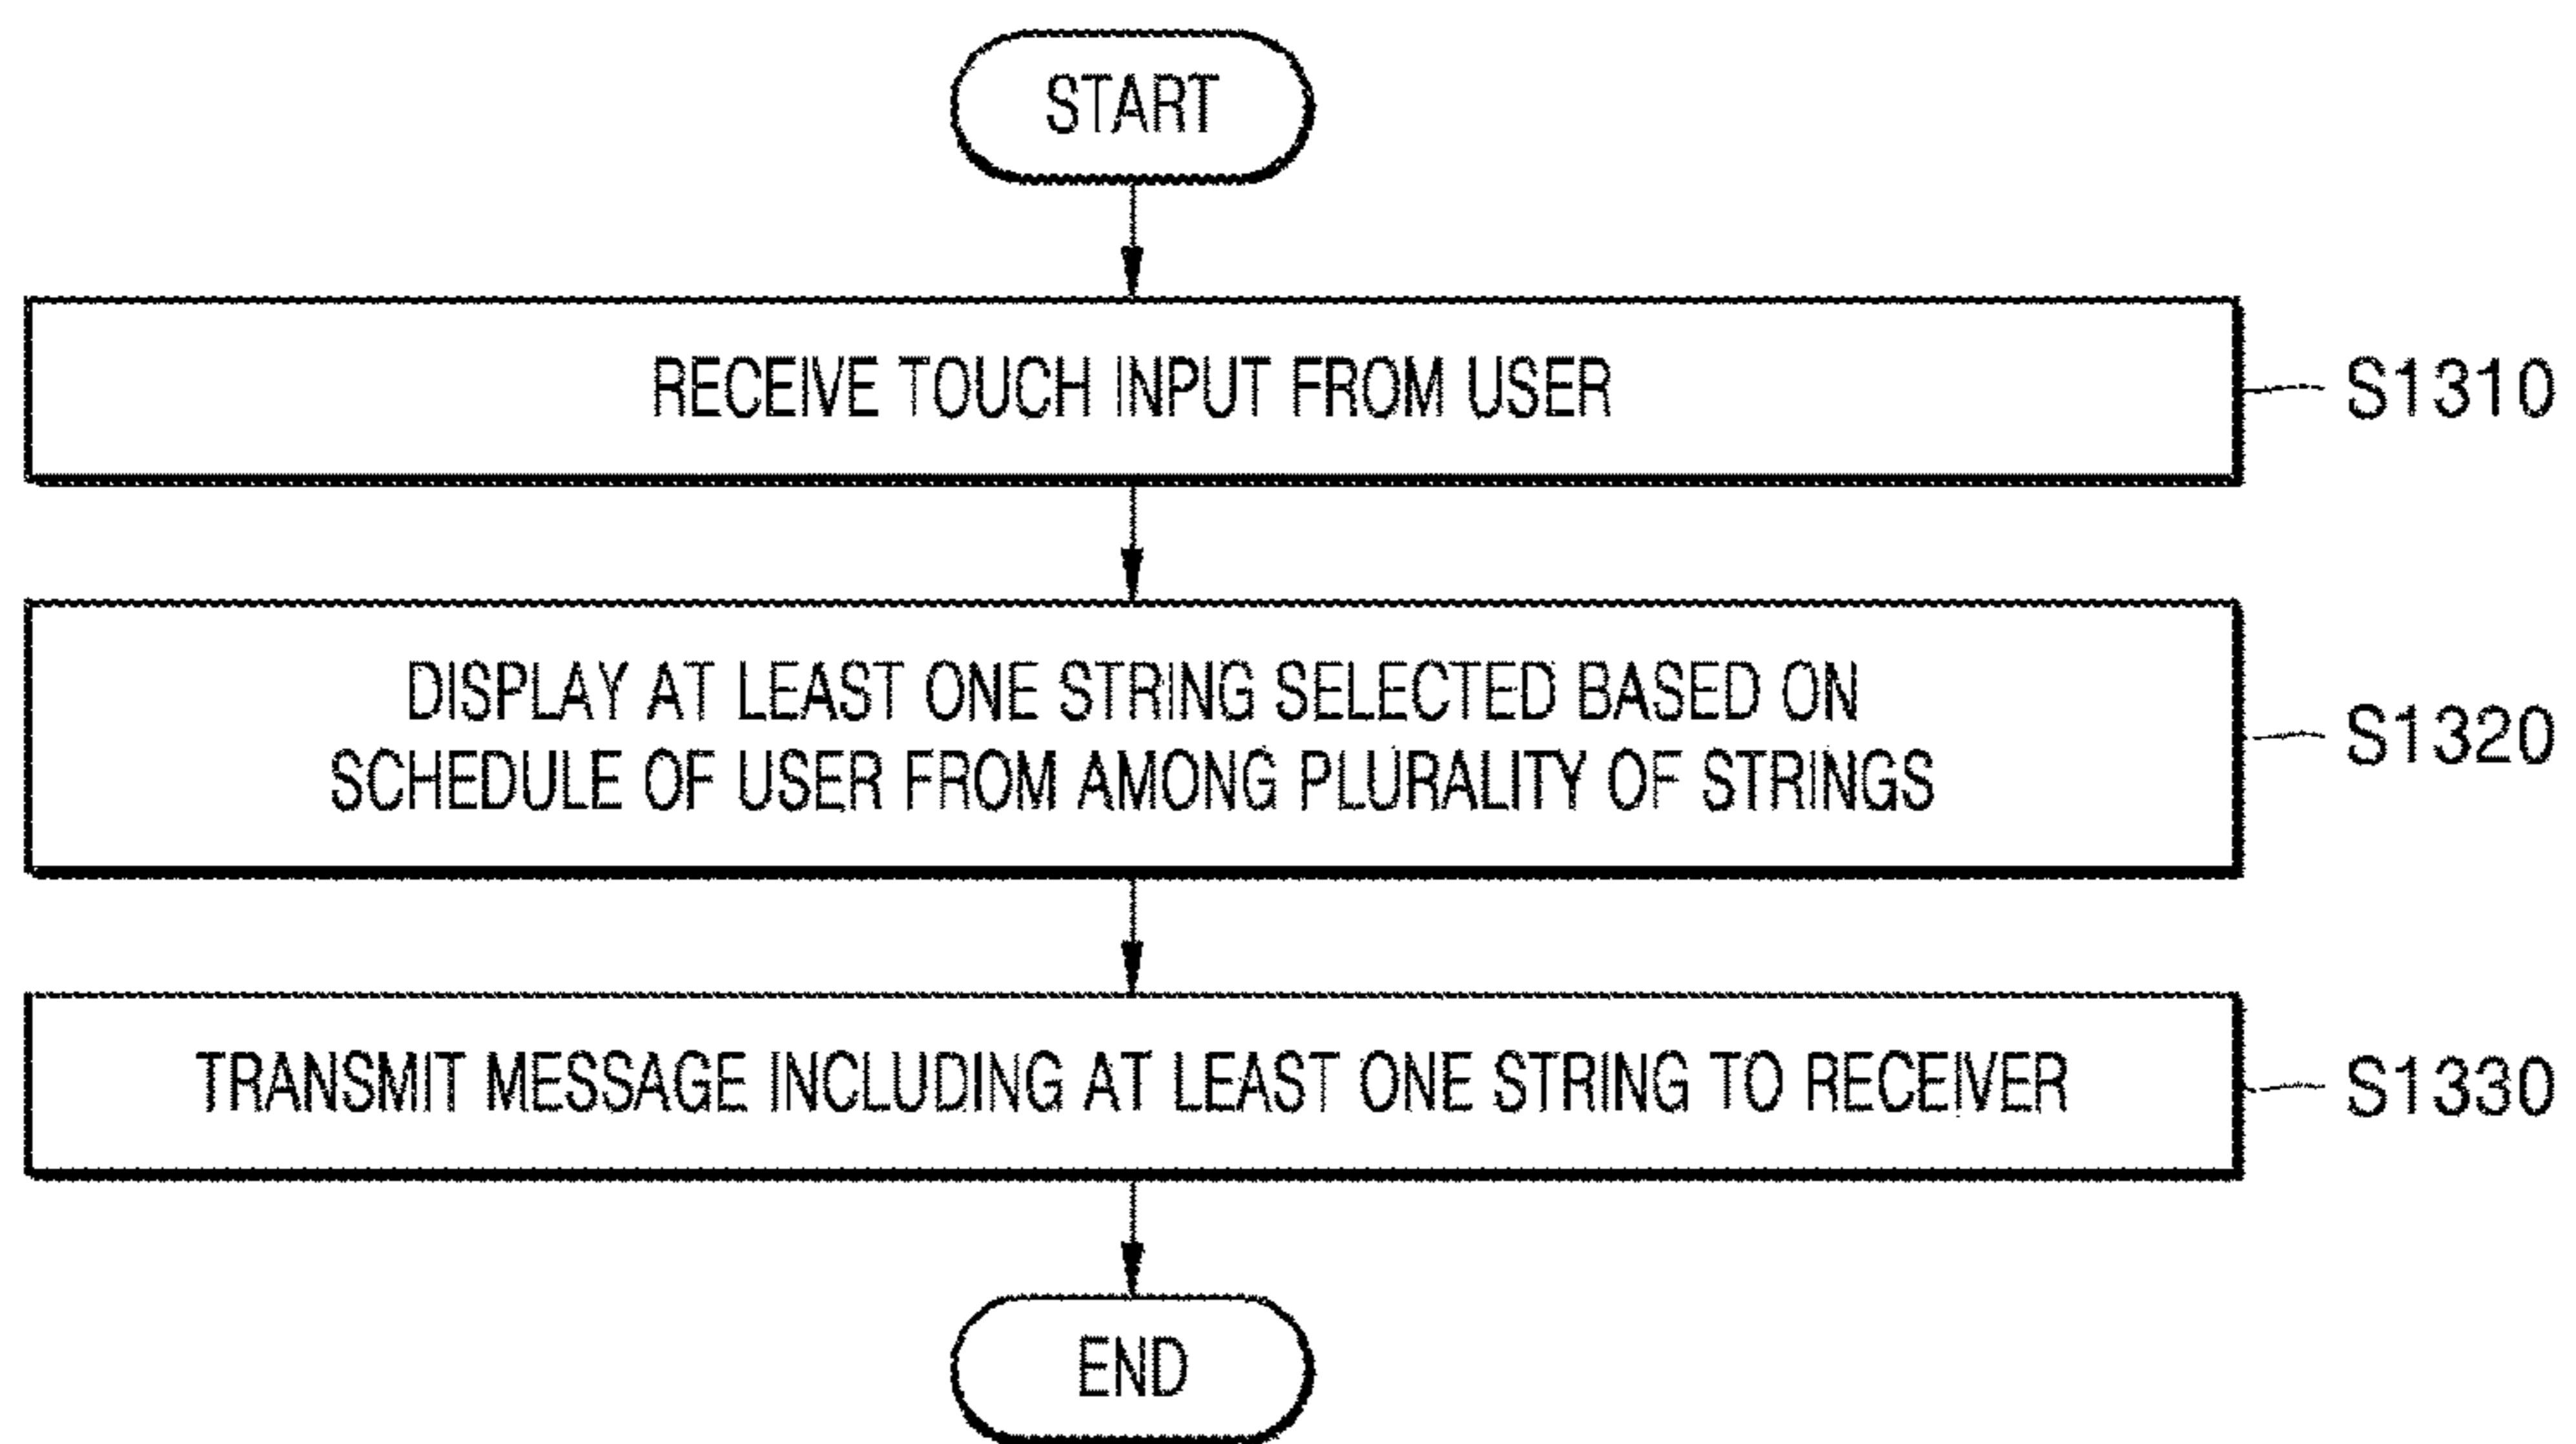 START
RECEIVE TOUCH INPUT FROM USER
S1310
DISPLAY AT LEAST ONE STRING SELECTED BASED ON
SCHEDULE OF USER FROM AMONG PLURALITY OF STRINGS
S1320
TRANSMIT MESSAGE INCLUDING AT LEAST ONE STRING TO RECEIVER
S1330
END